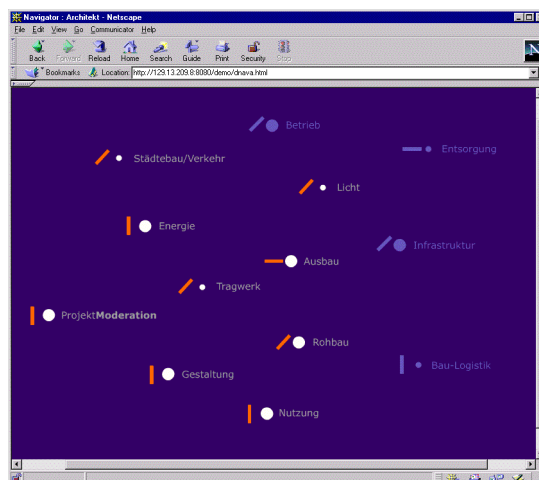 Navigator : Architekt - Netscape
File Edit View Go Communicator Help
Back Forward Reload Home Search Guide Print Security Stop
Bookmarks Location: http://129.13.209.8:8080/demo/dnava.html
Betrieb
Entsorgung
Städtebau/Verkehr
Licht
Energie
Infrastruktur
Ausbau
Tragwerk
ProjektModeration
Rohbau
Bau-Logistik
Gestaltung
Nutzung